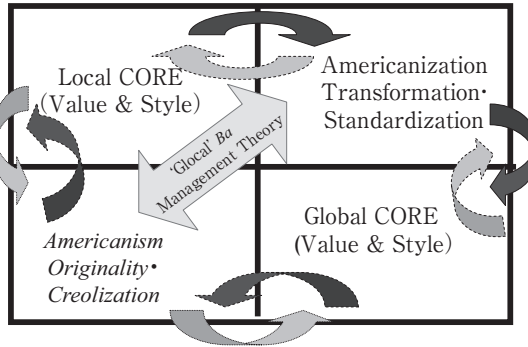 Local CORE
(Value & Style)
Americanization
Transformation・
Standardization
'Glocal' Ba
Management Theory
Americanism
Originality・
Creolization
Global CORE
(Value & Style)